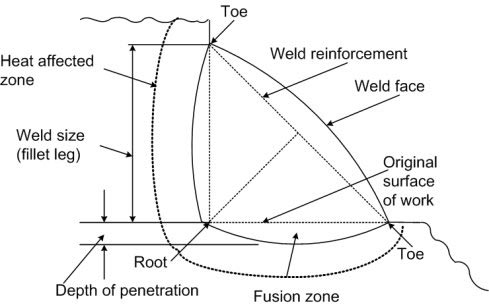 Toe
Weld reinforcement
Heat affected
zone
Weld face
Weld size
(fillet leg)
Original
surface
of work
Root
Toe
Depth of penetration
Fusion zone